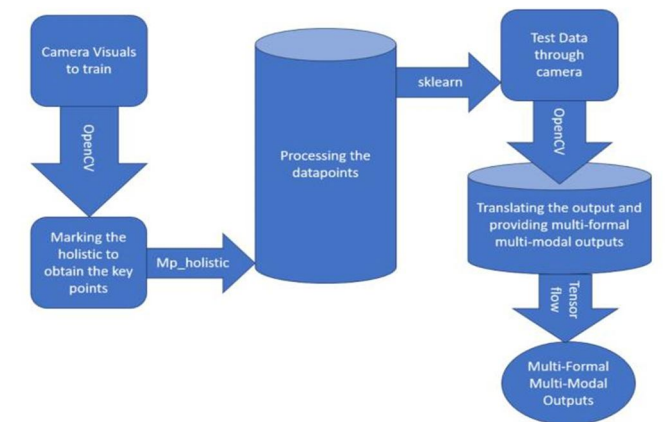 Camera Visuals
to train
OpenCV
Marking the
holistic to
obtain the key
points
Mp_holistic
Processing the
datapoints
sklearn
Test Data
through
camera
OpenCV
Translating the output and
providing multi-formal
multi-modal outputs
Tensor
flow
Multi-Formal
Multi-Modal
Outputs